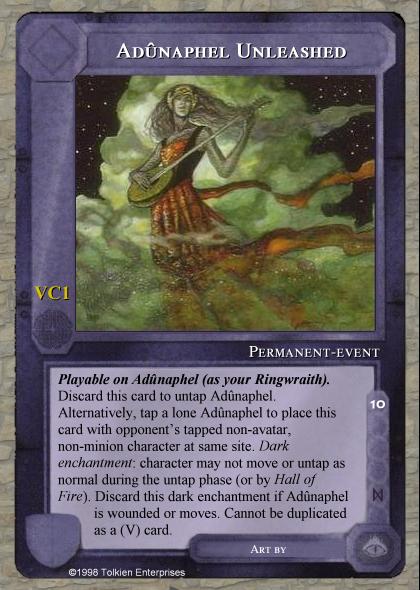 ADÛNAPHEL UNLEASHED
VC1
PERMANENT-EVENT
Playable on Adûnaphel (as your Ringwraith).
Discard this card to untap Adûnaphel.
Alternatively, tap a lone Adûnaphel to place this
card with opponent's tapped non-avatar,
non-minion character at same site. Dark
enchantment: character may not move or untap as
normal during the untap phase (or by Hall of
Fire). Discard this dark enchantment if Adûnaphel
is wounded or moves. Cannot be duplicated
as a (V) card.
10
ART BY
©1998 Tolkien Enterprises